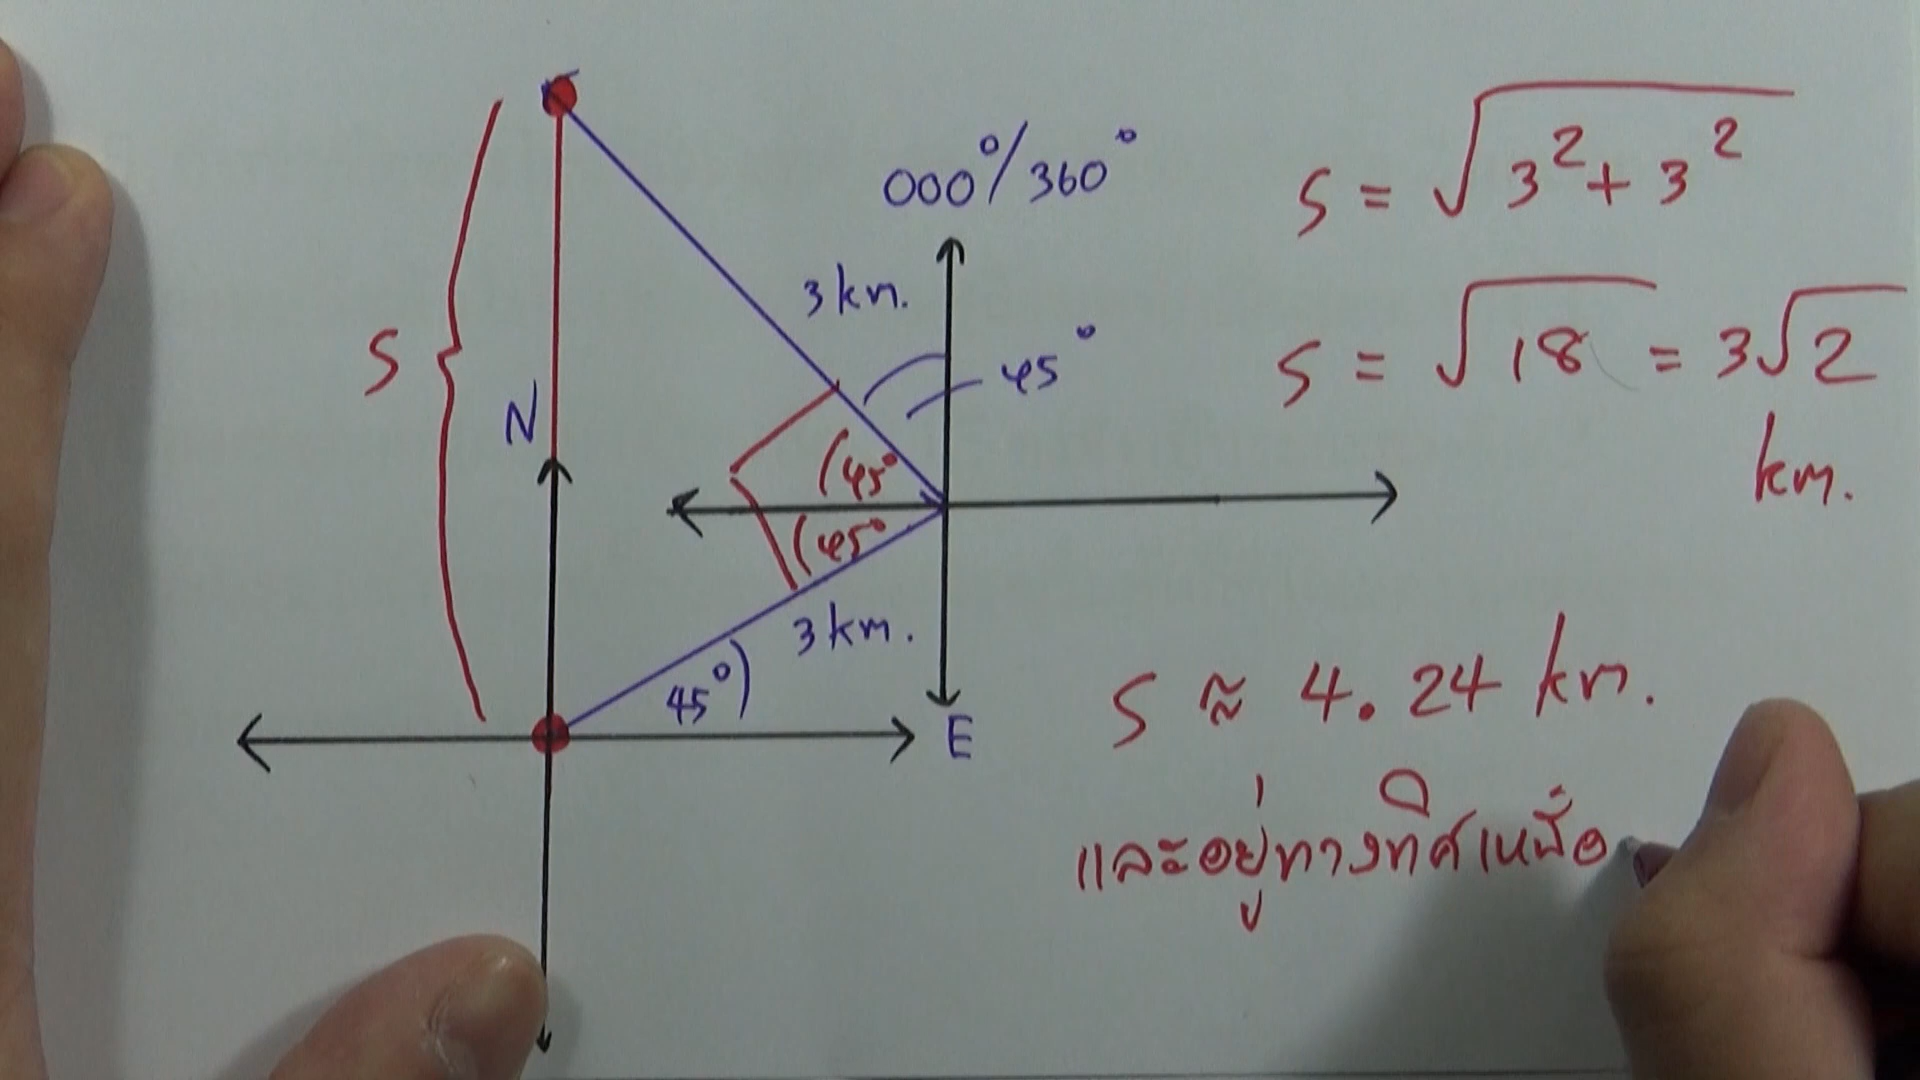 000°/360°
S = √3² + 3²
3 km.
45°
S
S = √18 = 3√2
km.
N
(45°
(45°
3 km.
45°)
E
S ≈ 4.24 km.
และอยู่ทางทิศเหนือ